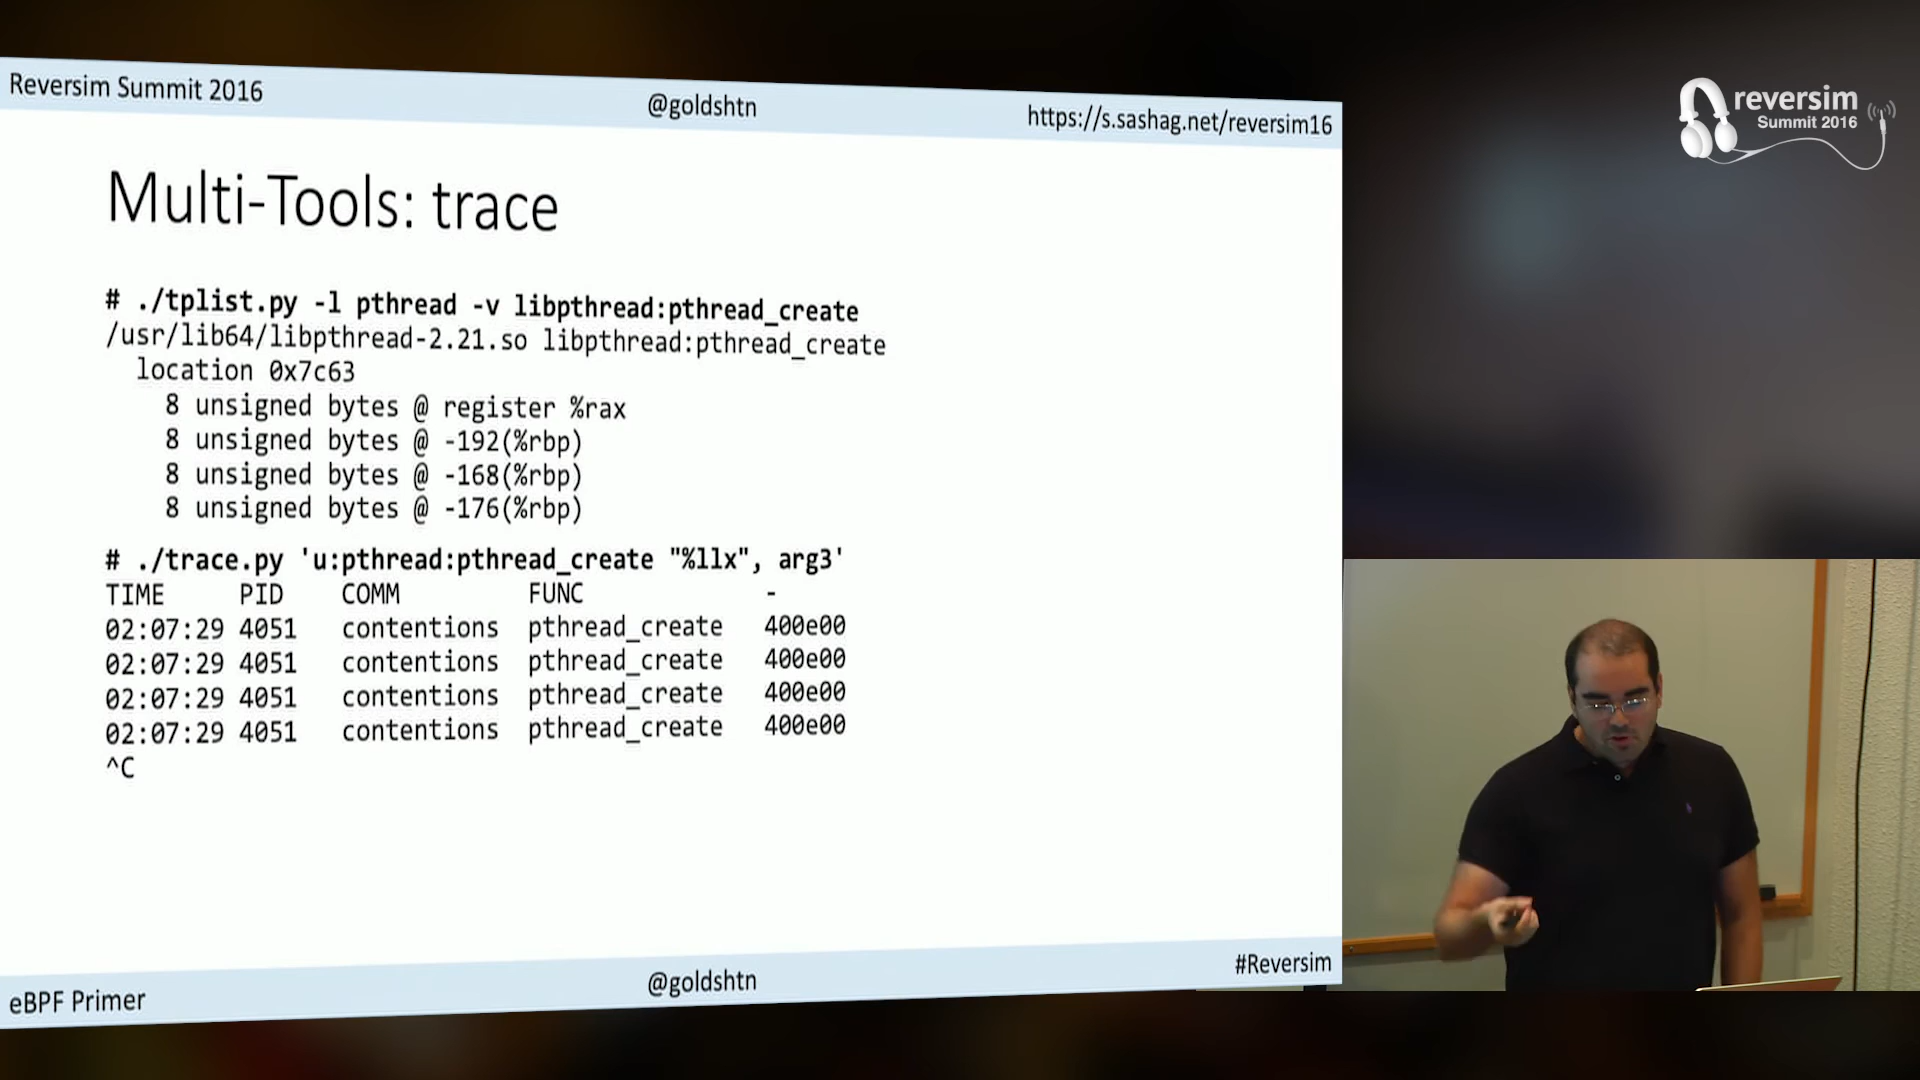 Reversim Summit 2016
@goldshtn
https://s.sashag.net/reversim16
reversim
Summit 2016
Multi-Tools: trace
# ./tplist.py -l pthread -v libpthread:pthread_create
/usr/lib64/libpthread-2.21.so libpthread:pthread_create
location 0x7c63
8 unsigned bytes @ register %rax
8 unsigned bytes @ -192(%rbp)
8 unsigned bytes @ -168(%rbp)
8 unsigned bytes @ -176(%rbp)
# ./trace.py 'u:pthread:pthread_create "%llx", arg3'
TIME PID COMM FUNC -
02:07:29 4051 contentions pthread_create 400e00
02:07:29 4051 contentions pthread_create 400e00
02:07:29 4051 contentions pthread_create 400e00
02:07:29 4051 contentions pthread_create 400e00
^C
eBPF Primer
@goldshtn
#Reversim